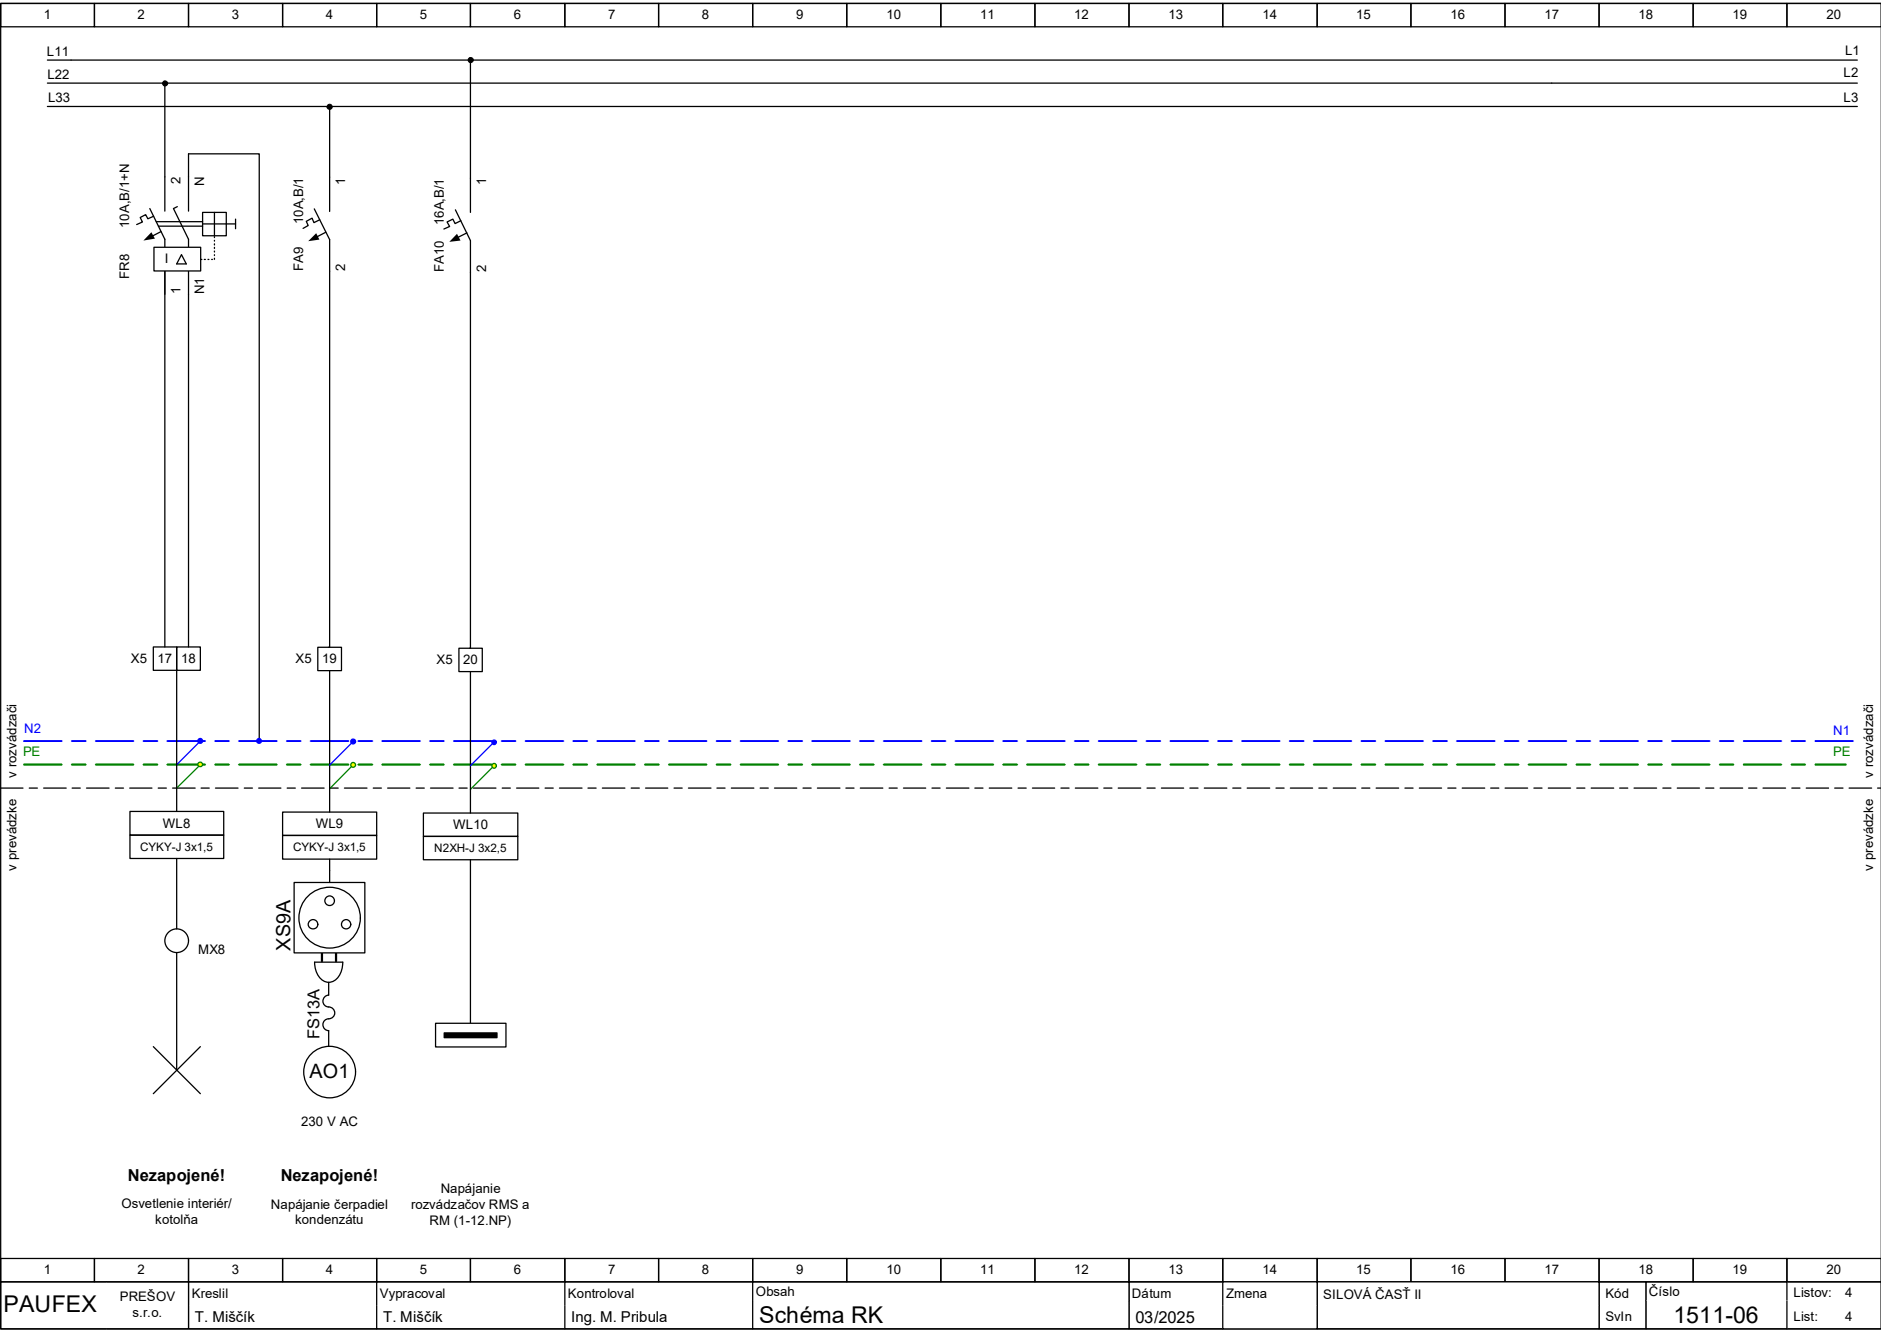 1 2 3 4 5 6 7 8 9 10 11 12 13 14 15 16 17 18 19 20
L11 L1
L22 L2
L33 L3
10A,B/1+N 2 N
FR8 I Δ
1 N1
10A,B/1 1
FA9 2
16A,B/1 1
FA10 2
X5 17 18
X5 19
X5 20
v rozvádzači
N2 N1
PE PE
v rozvádzači
v prevádzke
v prevádzke
WL8
CYKY-J 3x1,5
WL9
CYKY-J 3x1,5
WL10
N2XH-J 3x2,5
XS9A
MX8
FS13A
AO1
230 V AC
Nezapojené!
Osvetlenie interiér/
kotolňa
Nezapojené!
Napájanie čerpadiel
kondenzátu
Napájanie
rozvádzačov RMS a
RM (1-12.NP)
1 2 3 4 5 6 7 8 9 10 11 12 13 14 15 16 17 18 19 20
PAUFEX
PREŠOV
s.r.o.
Kreslil
T. Miščík
Vypracoval
T. Miščík
Kontroloval
Ing. M. Pribula
Obsah
Schéma RK
Dátum
03/2025
Zmena
SILOVÁ ČASŤ II
Kód
Svln
Číslo
1511-06
Listov: 4
List: 4